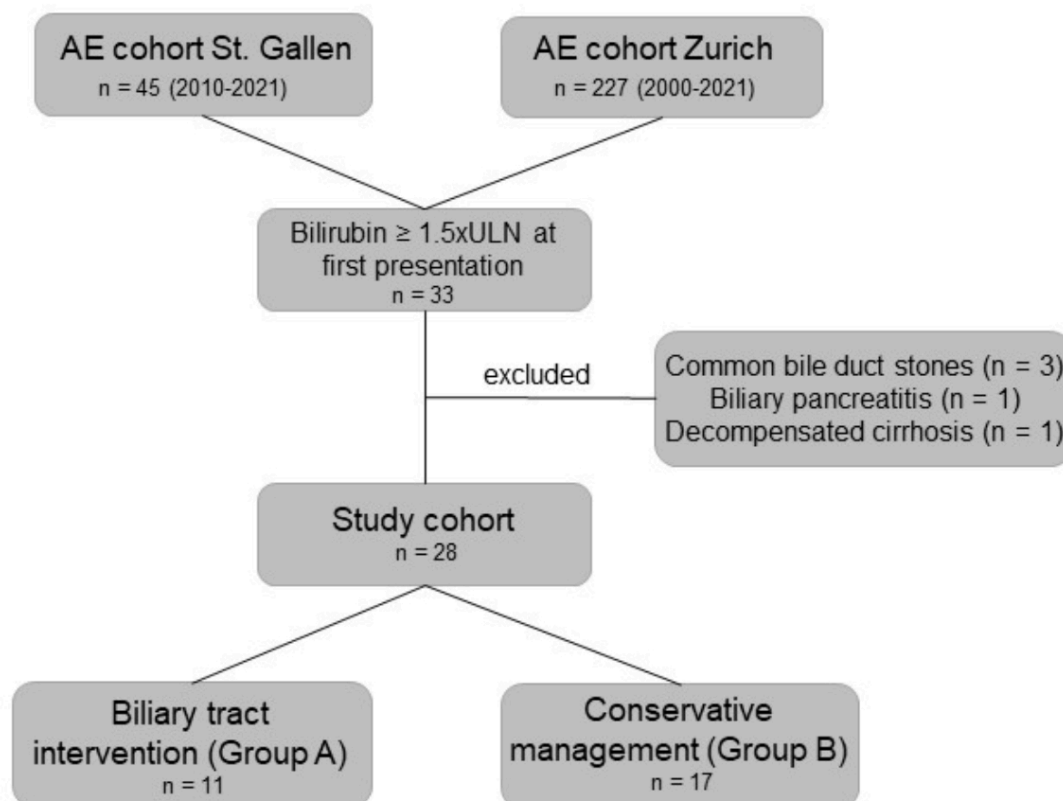 AE cohort St. Gallen
n = 45 (2010-2021)
AE cohort Zurich
n = 227 (2000-2021)
Bilirubin ≥ 1.5xULN at
first presentation
n = 33
excluded
Common bile duct stones (n = 3)
Biliary pancreatitis (n = 1)
Decompensated cirrhosis (n = 1)
Study cohort
n = 28
Biliary tract
intervention (Group A)
n = 11
Conservative
management (Group B)
n = 17